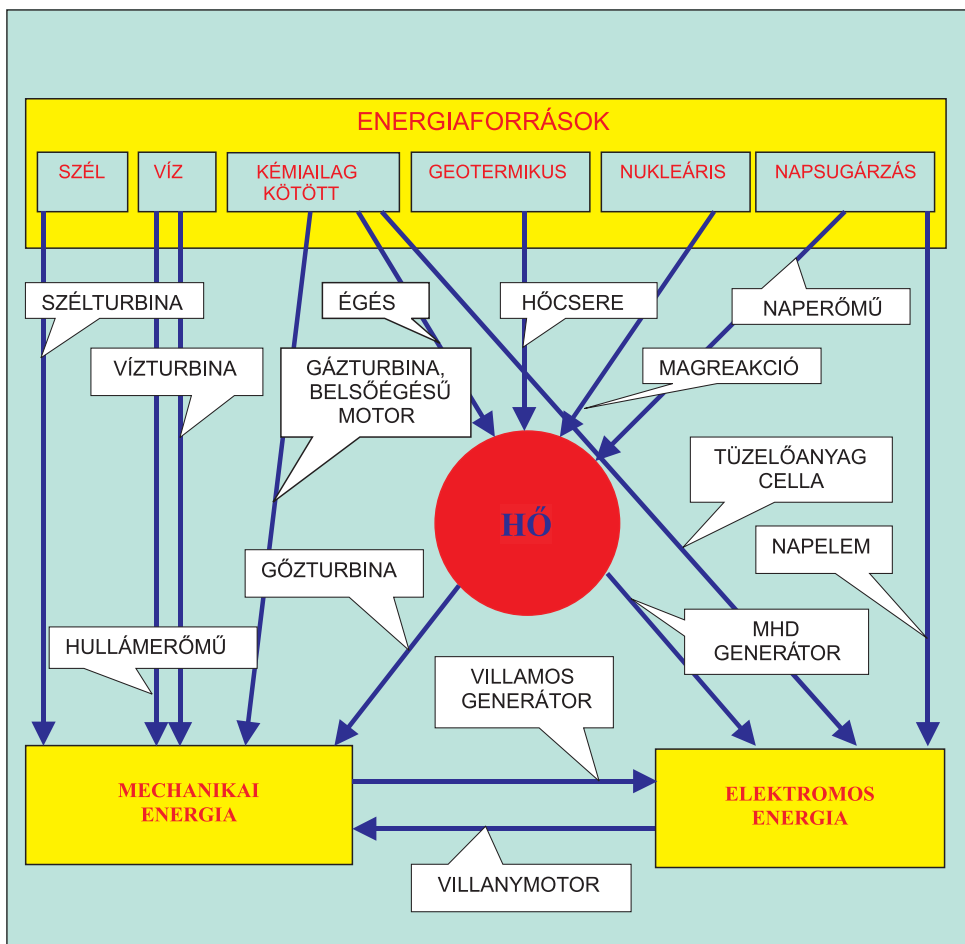 ENERGIAFORRÁSOK
SZÉL
VÍZ
KÉMIAILAG
KÖTÖTT
GEOTERMIKUS
NUKLEÁRIS
NAPSUGÁRZÁS
SZÉLTURBINA
ÉGÉS
HŐCSERE
NAPERŐMŰ
VÍZTURBINA
GÁZTURBINA,
BELSŐÉGÉSŰ
MOTOR
MAGREAKCIÓ
TÜZELŐANYAG
CELLA
HŐ
NAPELEM
GŐZTURBINA
HULLÁMERŐMŰ
MHD
GENERÁTOR
VILLAMOS
GENERÁTOR
MECHANIKAI
ENERGIA
ELEKTROMOS
ENERGIA
VILLANYMOTOR